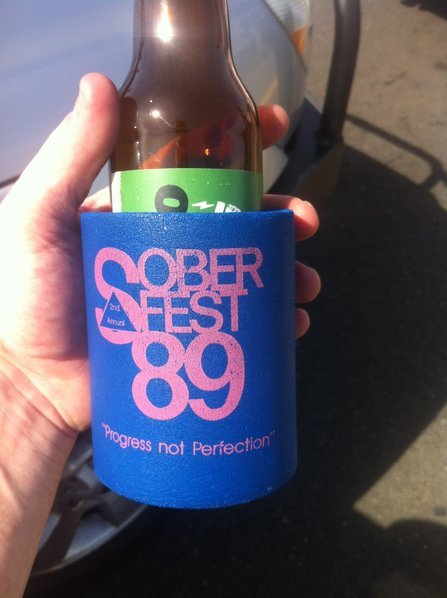 SOBER
FEST
2nd
Annual
89
"Progress not Perfection"